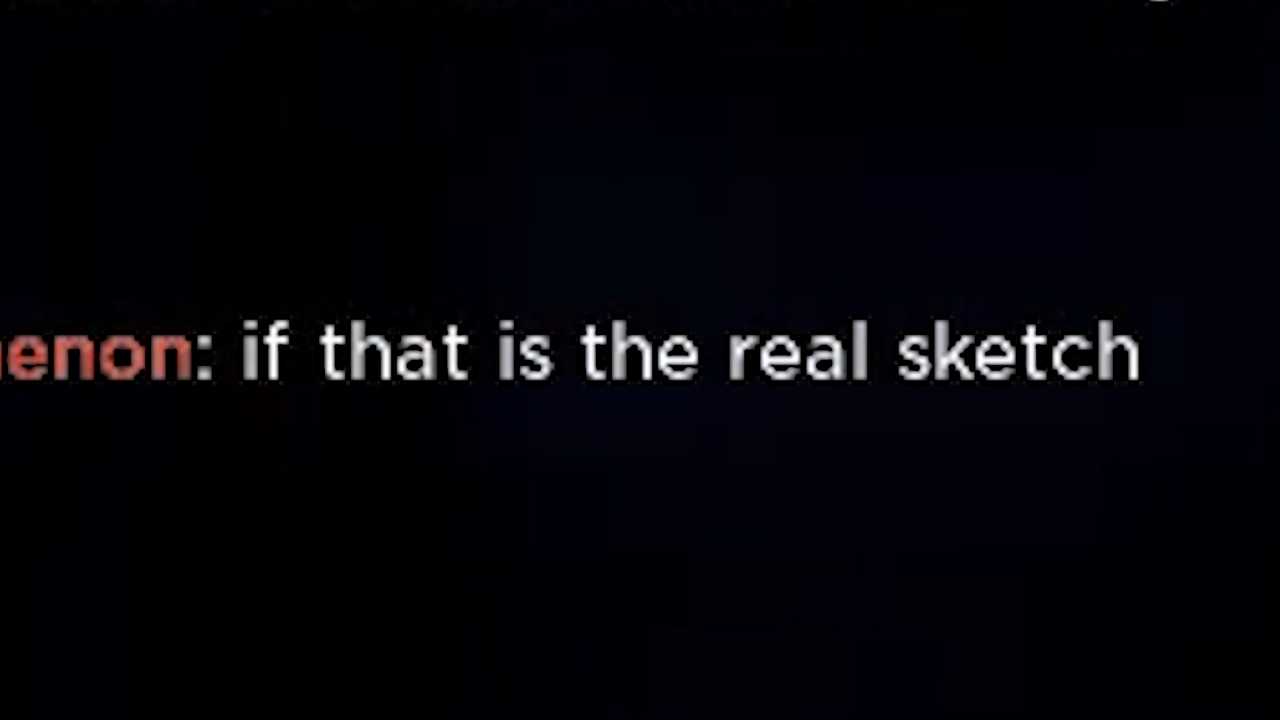 enon: if that is the real sketch